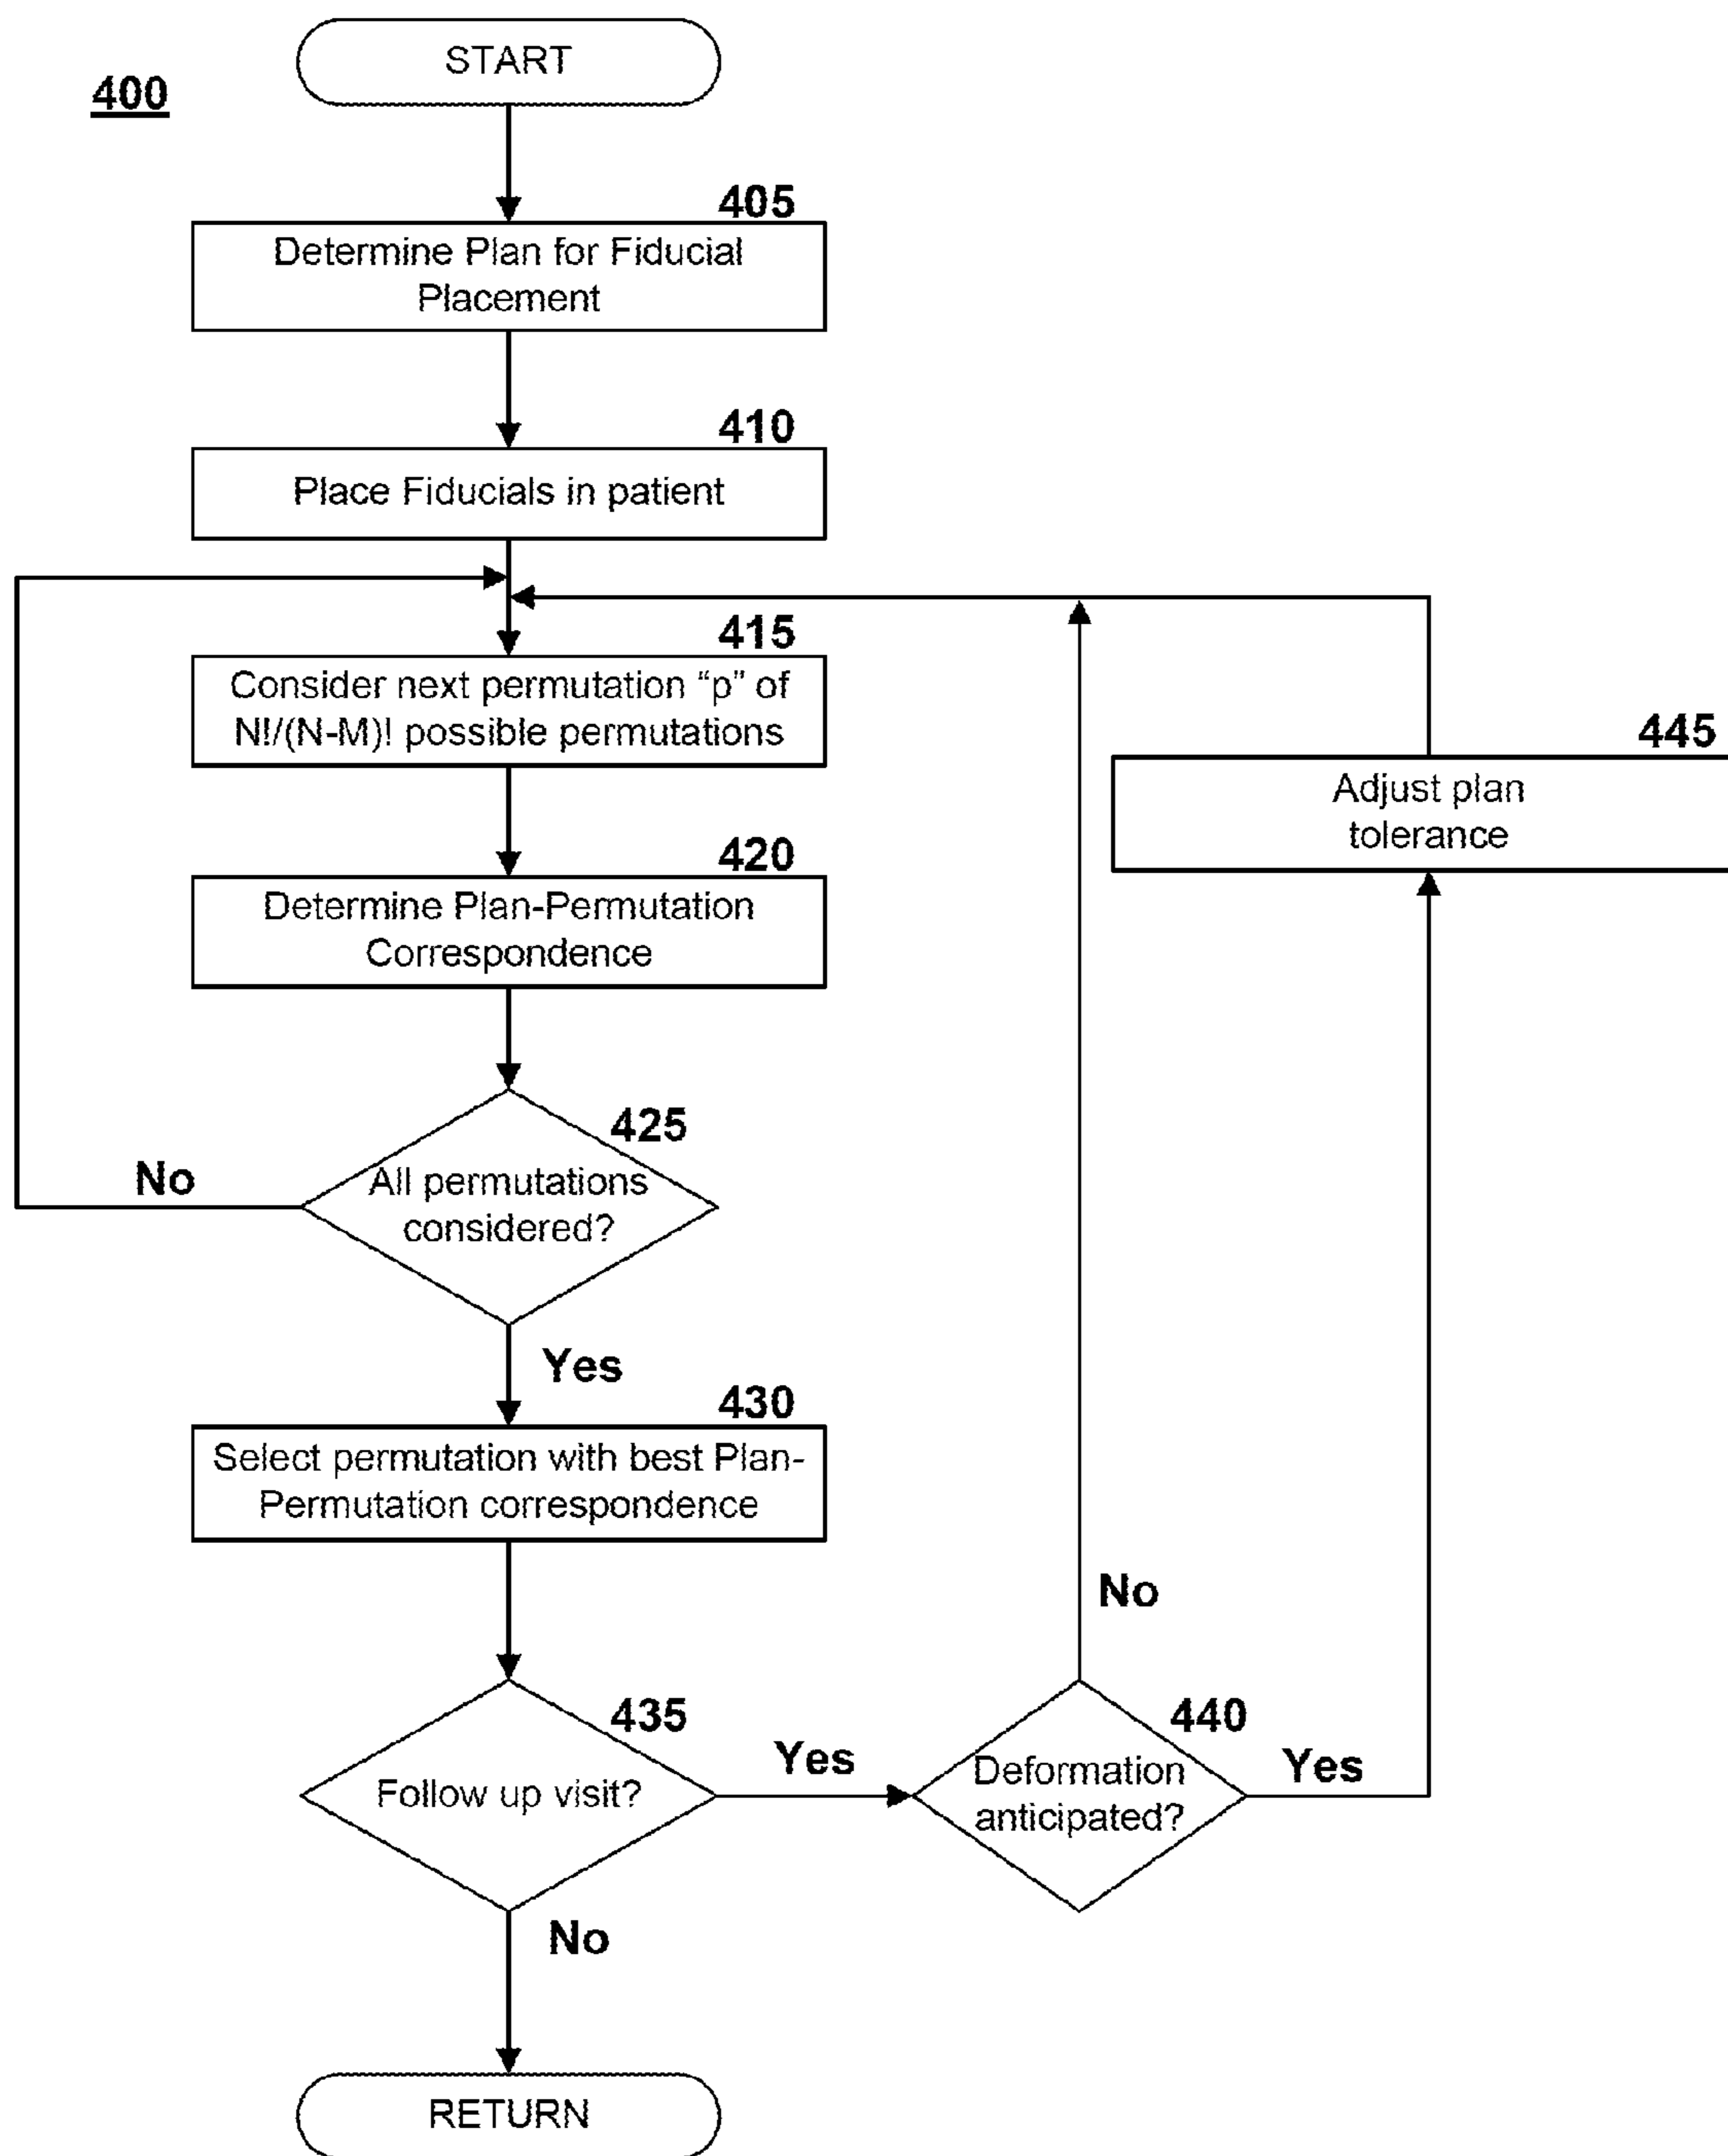 START
400
405
Determine Plan for Fiducial
Placement
410
Place Fiducials in patient
415
Consider next permutation “p” of
N!/(N-M)! possible permutations
445
Adjust plan
tolerance
420
Determine Plan-Permutation
Correspondence
425
All permutations
considered?
No
Yes
430
Select permutation with best Plan-
Permutation correspondence
No
435
Follow up visit?
Yes
440
Deformation
anticipated?
Yes
No
RETURN